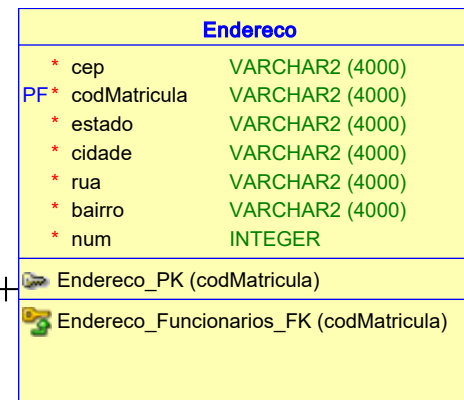 Endereco
* cep VARCHAR2 (4000)
PF* codMatricula VARCHAR2 (4000)
* estado VARCHAR2 (4000)
* cidade VARCHAR2 (4000)
* rua VARCHAR2 (4000)
* bairro VARCHAR2 (4000)
* num INTEGER
Endereco_PK (codMatricula)
Endereco_Funcionarios_FK (codMatricula)